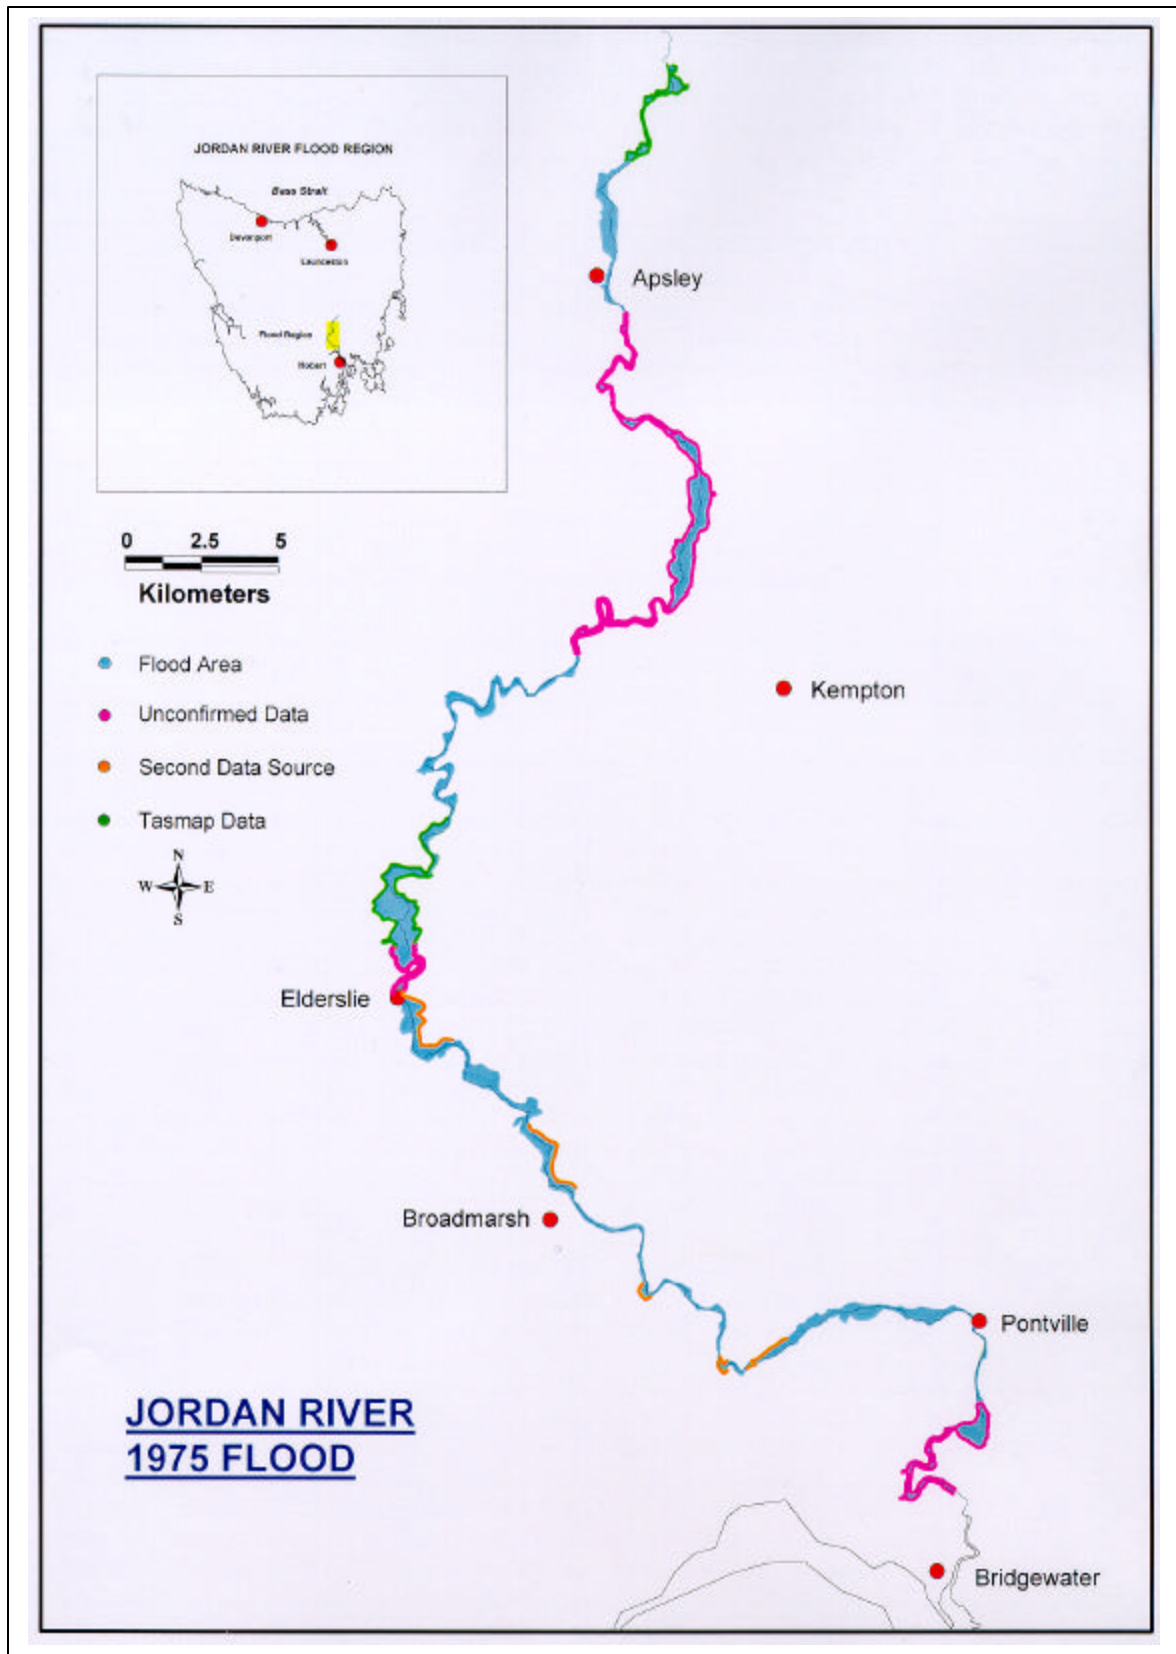 JORDAN RIVER FLOOD REGION
Bass Strait
Devonport
Launceston
Flood Region
Hobart
Apsley
0 2.5 5
Kilometers
Flood Area
Unconfirmed Data
Second Data Source
Tasmap Data
N
W E
S
Kempton
Elderslie
Broadmarsh
Pontville
JORDAN RIVER
1975 FLOOD
Bridgewater